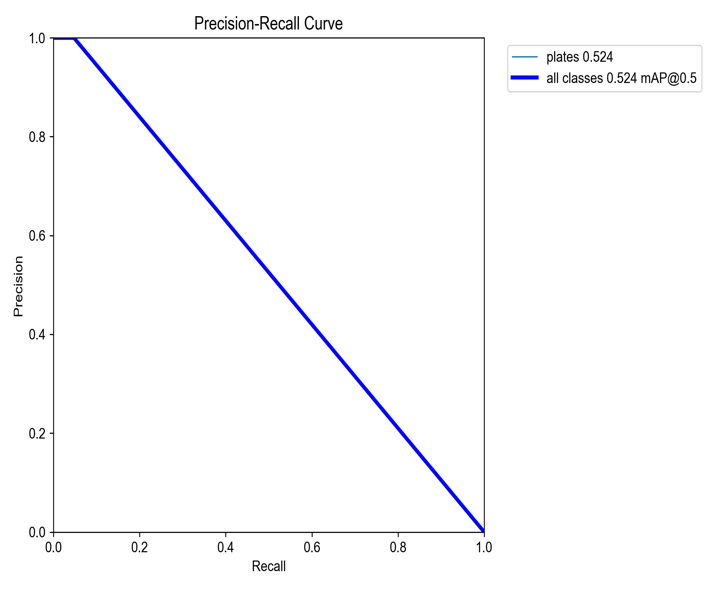 Precision-Recall Curve
plates 0.524
all classes 0.524 mAP@0.5
1.0
0.8
0.6
0.4
0.2
0.0
Precision
0.0 0.2 0.4 0.6 0.8 1.0
Recall